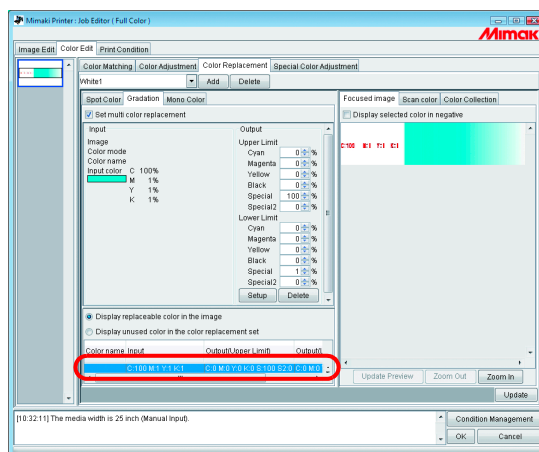 Mimaki Printer : Job Editor ( Full Color )
Mimaki
Image Edit Color Edit Print Condition
Color Matching Color Adjustment Color Replacement Special Color Adjustment
White1 Add Delete
Spot Color Gradation Mono Color
Set multi color replacement
Input Output
Image Upper Limit
Color mode Cyan 0 %
Color name Magenta 0 %
Input color C 100% Yellow 0 %
M 1% Black 0 %
Y 1% Special 100 %
K 1% Special2 0 %
Lower Limit
Cyan 0 %
Magenta 0 %
Yellow 0 %
Black 0 %
Special 1 %
Special2 0 %
Setup Delete
Display replaceable color in the image
Display unused color in the color replacement set
Color name Input Output(Upper Limit) Output(L
C:100 M:1 Y:1 K:1 C:0 M:0 Y:0 K:0 S:100 S2:0 C:0 M:0
Focused image Scan color Color Collection
Display selected color in negative
C:100 M:1 Y:1 K:1
Update Preview Zoom Out Zoom In
Update
[10:32:11] The media width is 25 inch (Manual Input).
Condition Management
OK Cancel